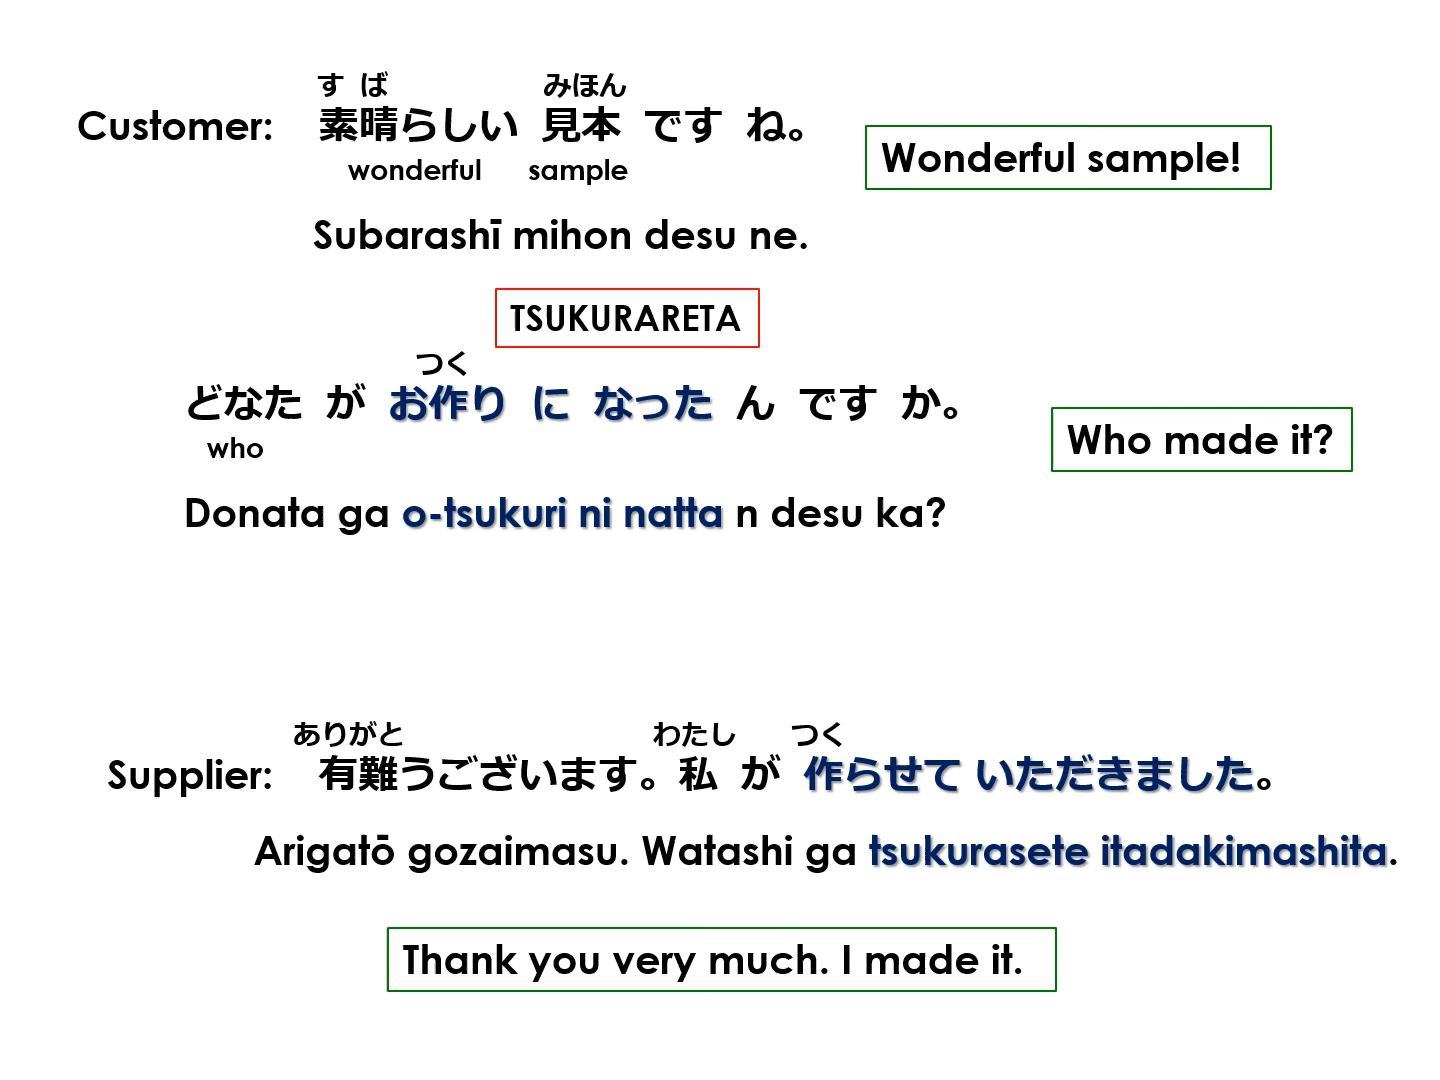 す ば みほん
Customer: 素晴らしい 見本 です ね。
wonderful sample
Wonderful sample!
Subarashī mihon desu ne.
TSUKURARETA
つく
どなた が お作り に なった ん です か。
who
Who made it?
Donata ga o-tsukuri ni natta n desu ka?
ありがと わたし つく
Supplier: 有難うございます。私 が 作らせて いただきました。
Arigatō gozaimasu. Watashi ga tsukurasete itadakimashita.
Thank you very much. I made it.